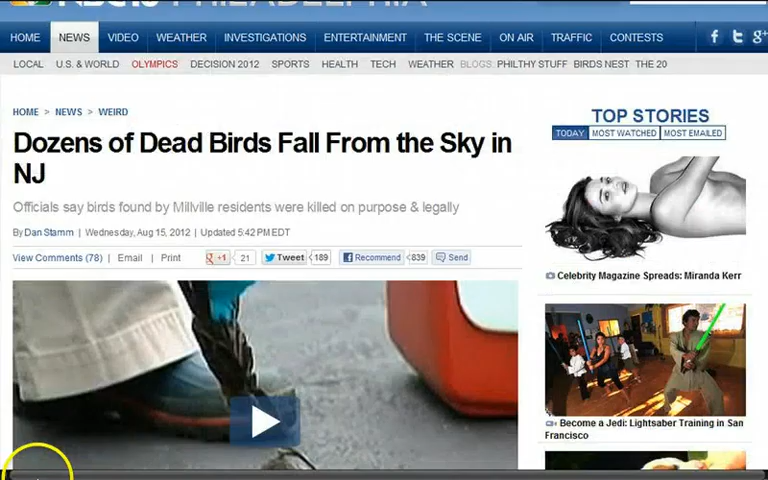 NBC10 PHILADELPHIA
HOME NEWS VIDEO WEATHER INVESTIGATIONS ENTERTAINMENT THE SCENE ON AIR TRAFFIC CONTESTS
LOCAL U.S. & WORLD OLYMPICS DECISION 2012 SPORTS HEALTH TECH WEATHER BLOGS: PHILTHY STUFF BIRDS NEST THE 20
HOME > NEWS > WEIRD
Dozens of Dead Birds Fall From the Sky in
NJ
Officials say birds found by Millville residents were killed on purpose & legally
By Dan Stamm | Wednesday, Aug 15, 2012 | Updated 5:42 PM EDT
View Comments (78) | Email | Print +1 21 Tweet 189 Recommend 839 Send
TOP STORIES
TODAY MOST WATCHED MOST EMAILED
Celebrity Magazine Spreads: Miranda Kerr
Become a Jedi: Lightsaber Training in San
Francisco